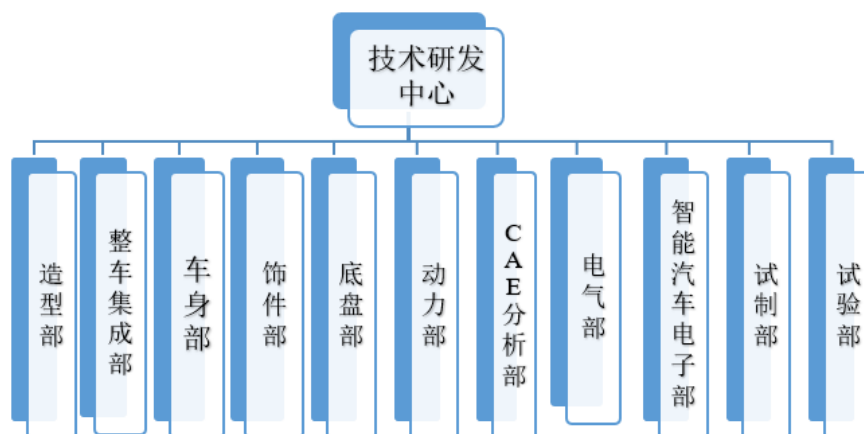 技术研发
中心
造型部
整车集成部
车身部
饰件部
底盘部
动力部
CAE分析部
电气部
智能汽车电子部
试制部
试验部